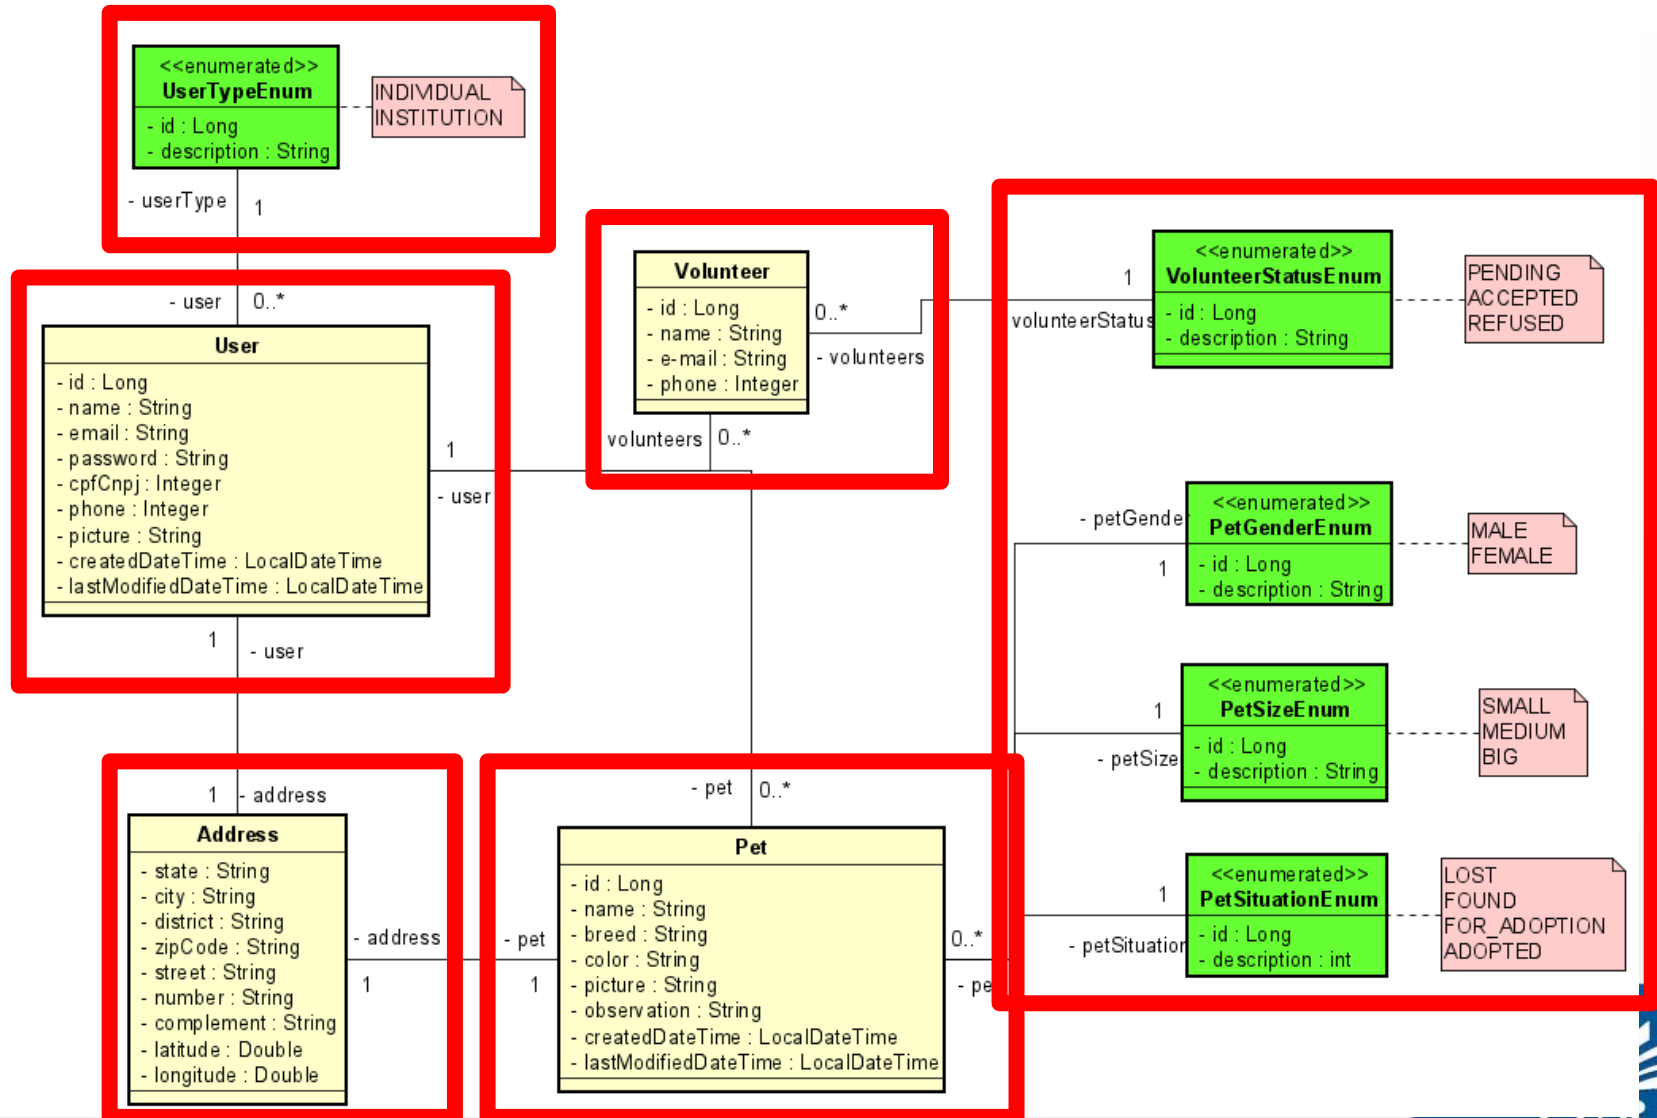 <<enumerated>>
UserTypeEnum
- id : Long
- description : String
INDIVIDUAL
INSTITUTION
- userType
1
- user
0..*
User
- id : Long
- name : String
- email : String
- password : String
- cpfCnpj : Integer
- phone : Integer
- picture : String
- createdDateTime : LocalDateTime
- lastModifiedDateTime : LocalDateTime
1
- user
1
- user
Volunteer
- id : Long
- name : String
- e-mail : String
- phone : Integer
0..*
- volunteers
volunteers
0..*
1
volunteerStatus
<<enumerated>>
VolunteerStatusEnum
- id : Long
- description : String
PENDING
ACCEPTED
REFUSED
- petGende
1
<<enumerated>>
PetGenderEnum
- id : Long
- description : String
MALE
FEMALE
1
- petSize
<<enumerated>>
PetSizeEnum
- id : Long
- description : String
SMALL
MEDIUM
BIG
1
- petSituation
<<enumerated>>
PetSituationEnum
- id : Long
- description : int
LOST
FOUND
FOR_ADOPTION
ADOPTED
1
- address
Address
- state : String
- city : String
- district : String
- zipCode : String
- street : String
- number : String
- complement : String
- latitude : Double
- longitude : Double
- address
1
- pet
1
- pet
0..*
Pet
- id : Long
- name : String
- breed : String
- color : String
- picture : String
- observation : String
- createdDateTime : LocalDateTime
- lastModifiedDateTime : LocalDateTime
0..*
- pe